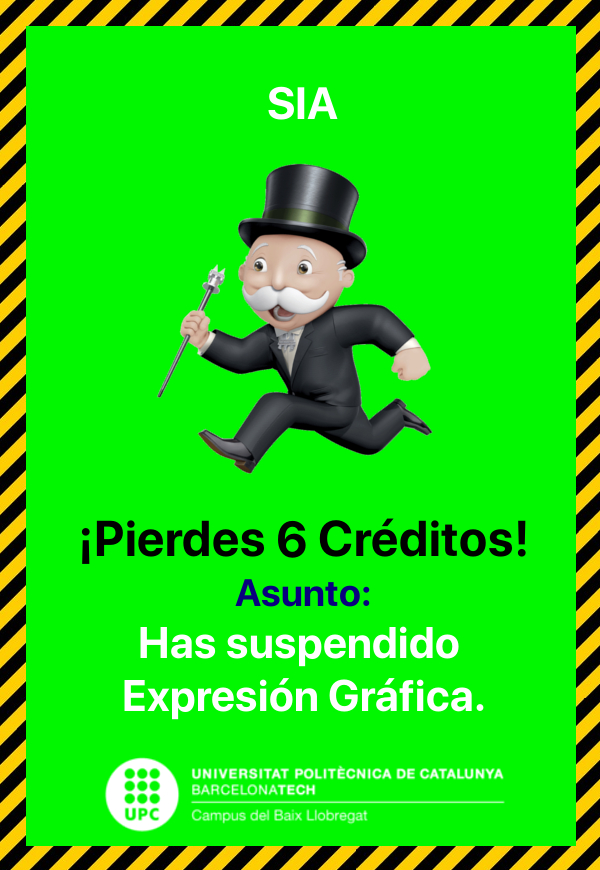 SIA
¡Pierdes 6 Créditos!
Asunto:
Has suspendido
Expresión Gráfica.
UNIVERSITAT POLITÈCNICA DE CATALUNYA
BARCELONATECH
UPC
Campus del Baix Llobregat